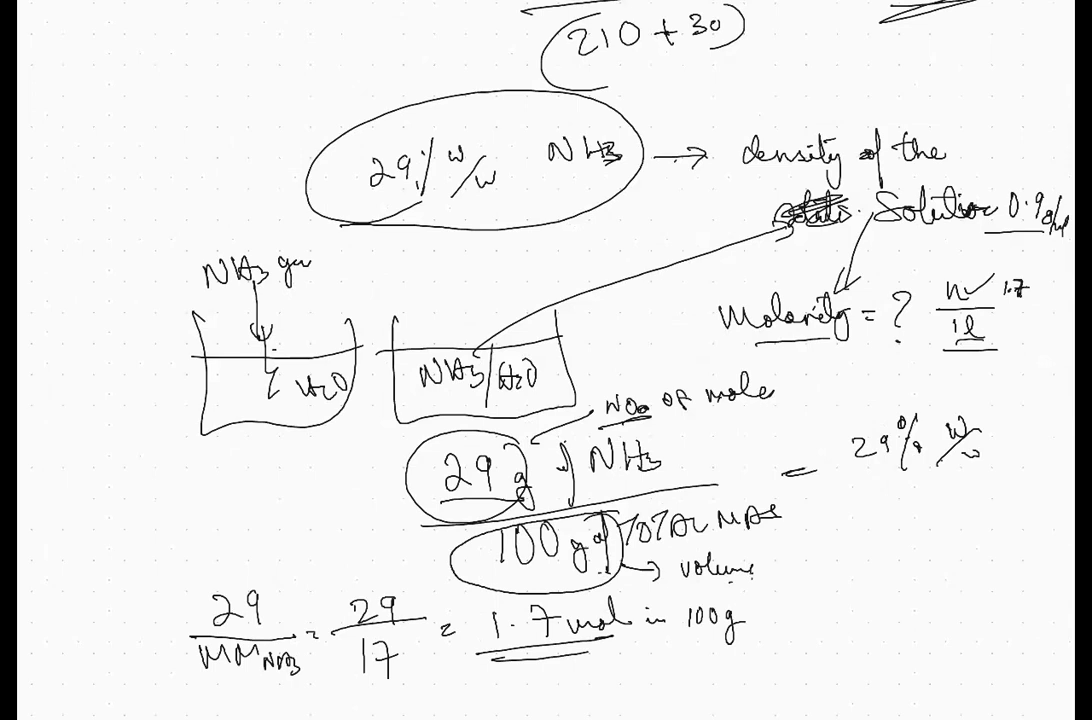 (210 + 30)
29% w/w NH3 → density of the
Solution 0.9 g/ml
NH3 gas
Molarity = ? n/1l 1.7
H2O
NH3/H2O
No. of mole
29 g of NH3 = 29% w/w
100 g of TOTAL MASS
→ volume
29/MM NH3 = 29/17 = 1.7 mol in 100g